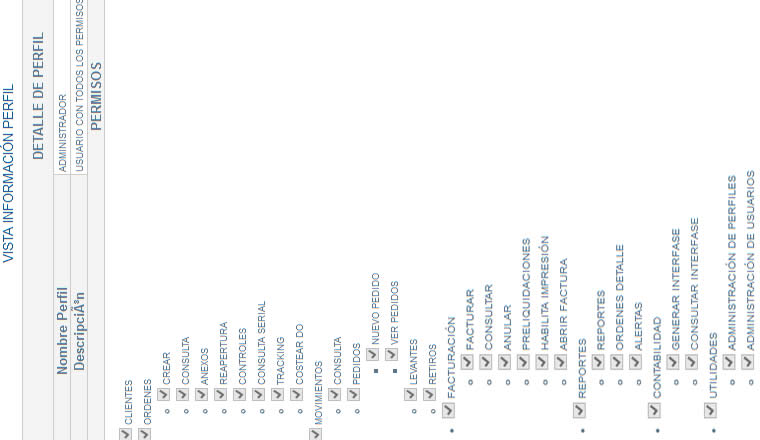 VISTA INFORMACIÓN PERFIL
DETALLE DE PERFIL
Nombre Perfil ADMINISTRADOR
DescripciÃ³n USUARIO CON TODOS LOS PERMISOS
PERMISOS
CLIENTES
ORDENES
CREAR
CONSULTA
ANEXOS
REAPERTURA
CONTROLES
CONSULTA SERIAL
TRACKING
COSTEAR DO
MOVIMIENTOS
CONSULTA
PEDIDOS
NUEVO PEDIDO
VER PEDIDOS
LEVANTES
RETIROS
FACTURACIÓN
FACTURAR
CONSULTAR
ANULAR
PRELIQUIDACIONES
HABILITA IMPRESIÓN
ABRIR FACTURA
REPORTES
REPORTES
ORDENES DETALLE
ALERTAS
CONTABILIDAD
GENERAR INTERFASE
CONSULTAR INTERFASE
UTILIDADES
ADMINISTRACIÓN DE PERFILES
ADMINISTRACIÓN DE USUARIOS